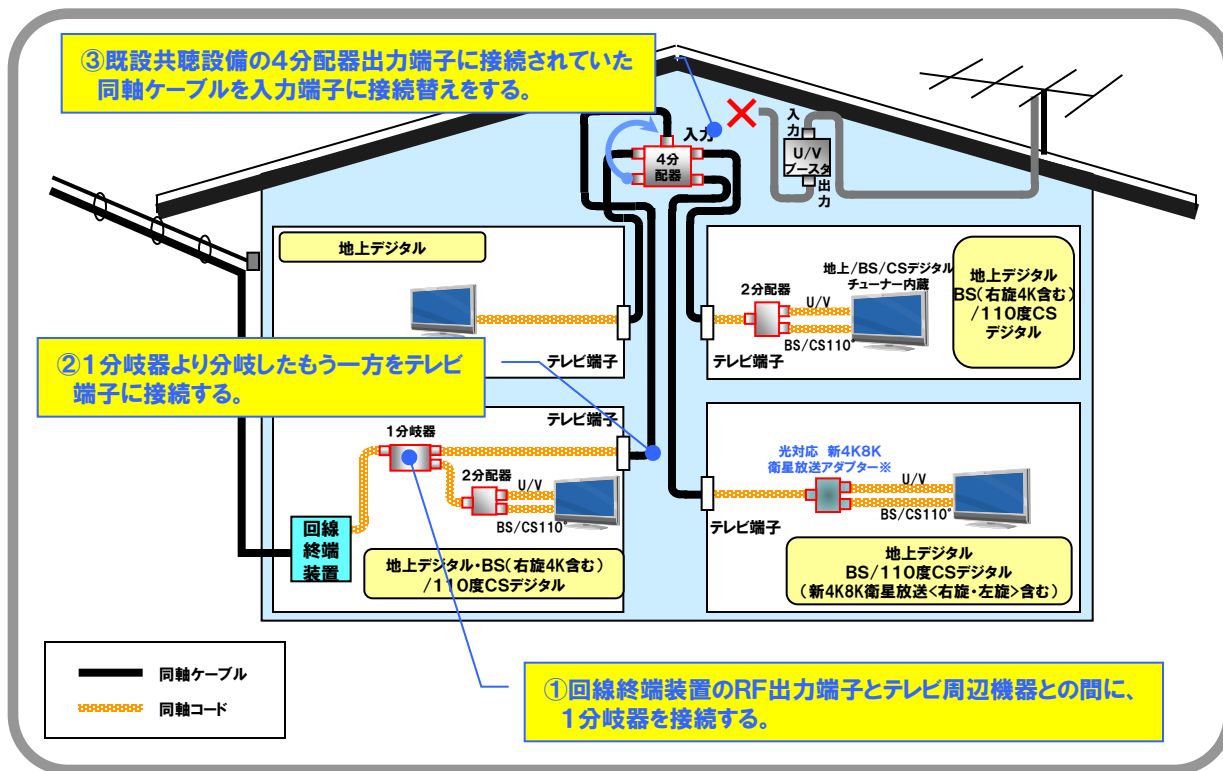 ③既設共聴設備の4分配器出力端子に接続されていた
同軸ケーブルを入力端子に接続替えをする。
入力
4分
配器
入力
U/V
ブースタ
出力
地上デジタル
テレビ端子
2分配器
U/V
BS/CS110°
地上/BS/CSデジタル
チューナー内蔵
テレビ端子
地上デジタル
BS(右旋4K含む)
/110度CS
デジタル
②1分岐器より分岐したもう一方をテレビ
端子に接続する。
テレビ端子
1分岐器
2分配器
U/V
BS/CS110°
回線
終端
装置
地上デジタル・BS(右旋4K含む)
/110度CSデジタル
光対応 新4K8K
衛星放送アダプター※
U/V
BS/CS110°
テレビ端子
地上デジタル
BS/110度CSデジタル
(新4K8K衛星放送<右旋・左旋>含む)
同軸ケーブル
同軸コード
①回線終端装置のRF出力端子とテレビ周辺機器との間に、
1分岐器を接続する。